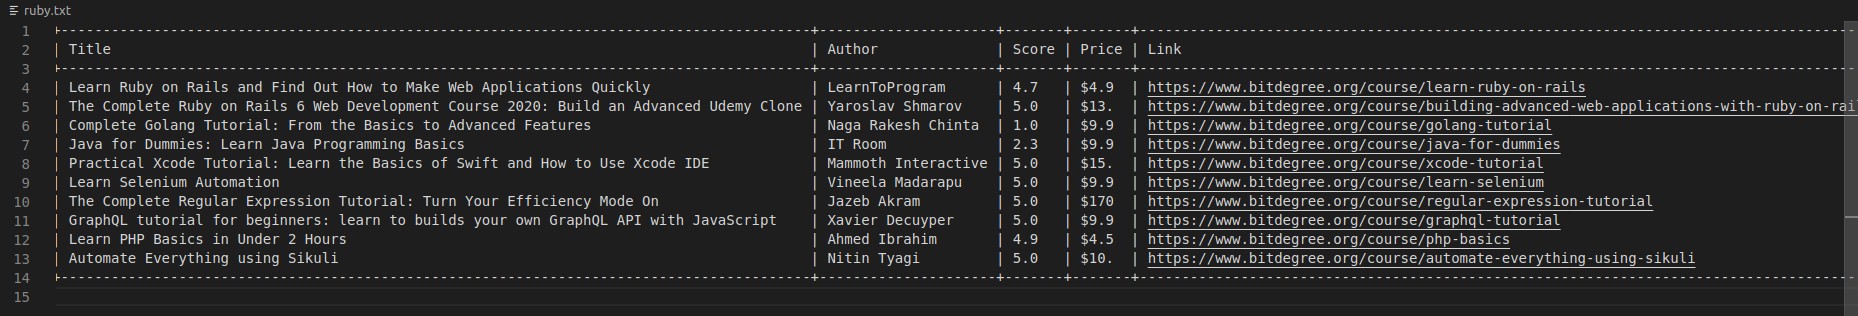 ruby.txt
1 +-----------------------------------------------------------------------------------------+---------------------+-------+-------+-------------------------------------------------------------------------------------
2 | Title | Author | Score | Price | Link
3 +-----------------------------------------------------------------------------------------+---------------------+-------+-------+-------------------------------------------------------------------------------------
4 | Learn Ruby on Rails and Find Out How to Make Web Applications Quickly | LearnToProgram | 4.7 | $4.9 | https://www.bitdegree.org/course/learn-ruby-on-rails
5 | The Complete Ruby on Rails 6 Web Development Course 2020: Build an Advanced Udemy Clone | Yaroslav Shmarov | 5.0 | $13. | https://www.bitdegree.org/course/building-advanced-web-applications-with-ruby-on-rail
6 | Complete Golang Tutorial: From the Basics to Advanced Features | Naga Rakesh Chinta | 1.0 | $9.9 | https://www.bitdegree.org/course/golang-tutorial
7 | Java for Dummies: Learn Java Programming Basics | IT Room | 2.3 | $9.9 | https://www.bitdegree.org/course/java-for-dummies
8 | Practical Xcode Tutorial: Learn the Basics of Swift and How to Use Xcode IDE | Mammoth Interactive | 5.0 | $15. | https://www.bitdegree.org/course/xcode-tutorial
9 | Learn Selenium Automation | Vineela Madarapu | 5.0 | $9.9 | https://www.bitdegree.org/course/learn-selenium
10 | The Complete Regular Expression Tutorial: Turn Your Efficiency Mode On | Jazeb Akram | 5.0 | $170 | https://www.bitdegree.org/course/regular-expression-tutorial
11 | GraphQL tutorial for beginners: learn to builds your own GraphQL API with JavaScript | Xavier Decuyper | 5.0 | $9.9 | https://www.bitdegree.org/course/graphql-tutorial
12 | Learn PHP Basics in Under 2 Hours | Ahmed Ibrahim | 4.9 | $4.5 | https://www.bitdegree.org/course/php-basics
13 | Automate Everything using Sikuli | Nitin Tyagi | 5.0 | $10. | https://www.bitdegree.org/course/automate-everything-using-sikuli
14 +-----------------------------------------------------------------------------------------+---------------------+-------+-------+-------------------------------------------------------------------------------------
15